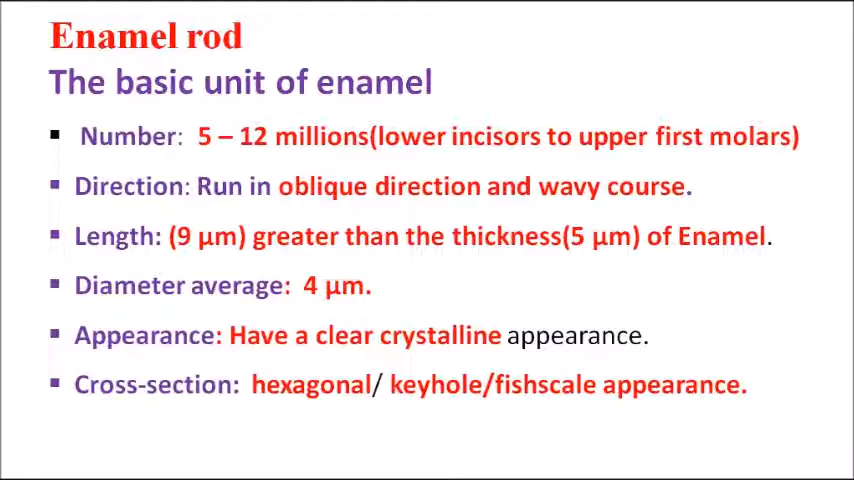 Enamel rod
The basic unit of enamel
▪ Number: 5 – 12 millions(lower incisors to upper first molars)
▪ Direction: Run in oblique direction and wavy course.
▪ Length: (9 µm) greater than the thickness(5 µm) of Enamel.
▪ Diameter average: 4 µm.
▪ Appearance: Have a clear crystalline appearance.
▪ Cross-section: hexagonal/ keyhole/fishscale appearance.